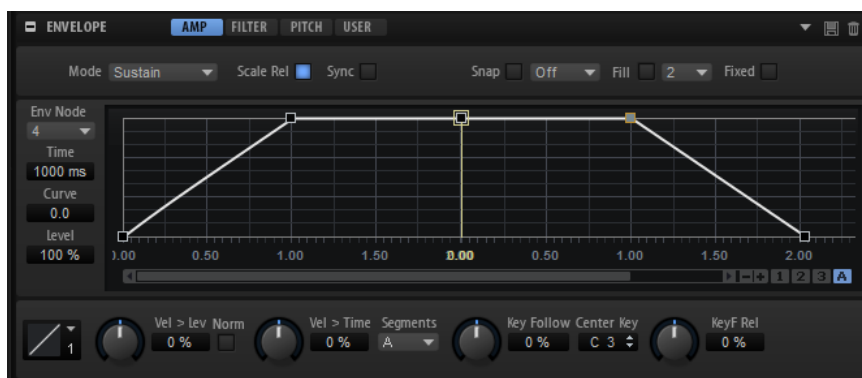 ENVELOPE AMP FILTER PITCH USER
Mode Sustain Scale Rel Sync Snap Off Fill 2 Fixed
Env Node
4
Time
1000 ms
Curve
0.0
Level
100 %
0.00 0.50 1.00 1.50 0.00 0.50 1.00 1.50 2.00
- + 1 2 3 A
Vel > Lev Norm Vel > Time Segments Key Follow Center Key KeyF Rel
1 0 % 0 % A 0 % C 3 0 %